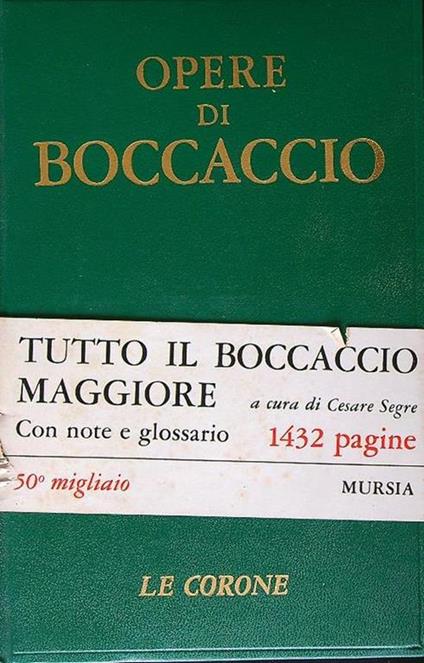 OPERE
DI
BOCCACCIO
TUTTO IL BOCCACCIO
MAGGIORE
a cura di Cesare Segre
Con note e glossario
1432 pagine
50° migliaio
MURSIA
LE CORONE